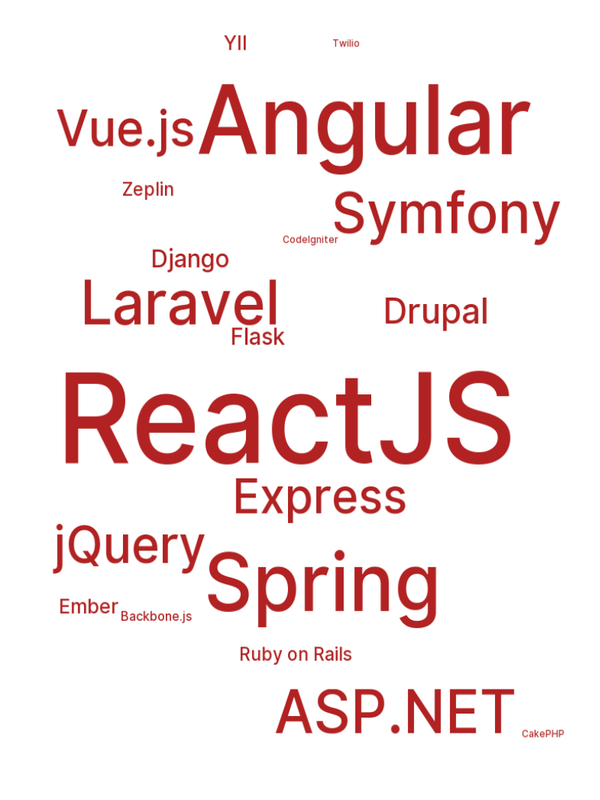 YII
Twilio
Vue.js
Angular
Zeplin
Symfony
CodeIgniter
Django
Laravel
Drupal
Flask
ReactJS
Express
jQuery
Spring
Ember
Backbone.js
Ruby on Rails
ASP.NET
CakePHP